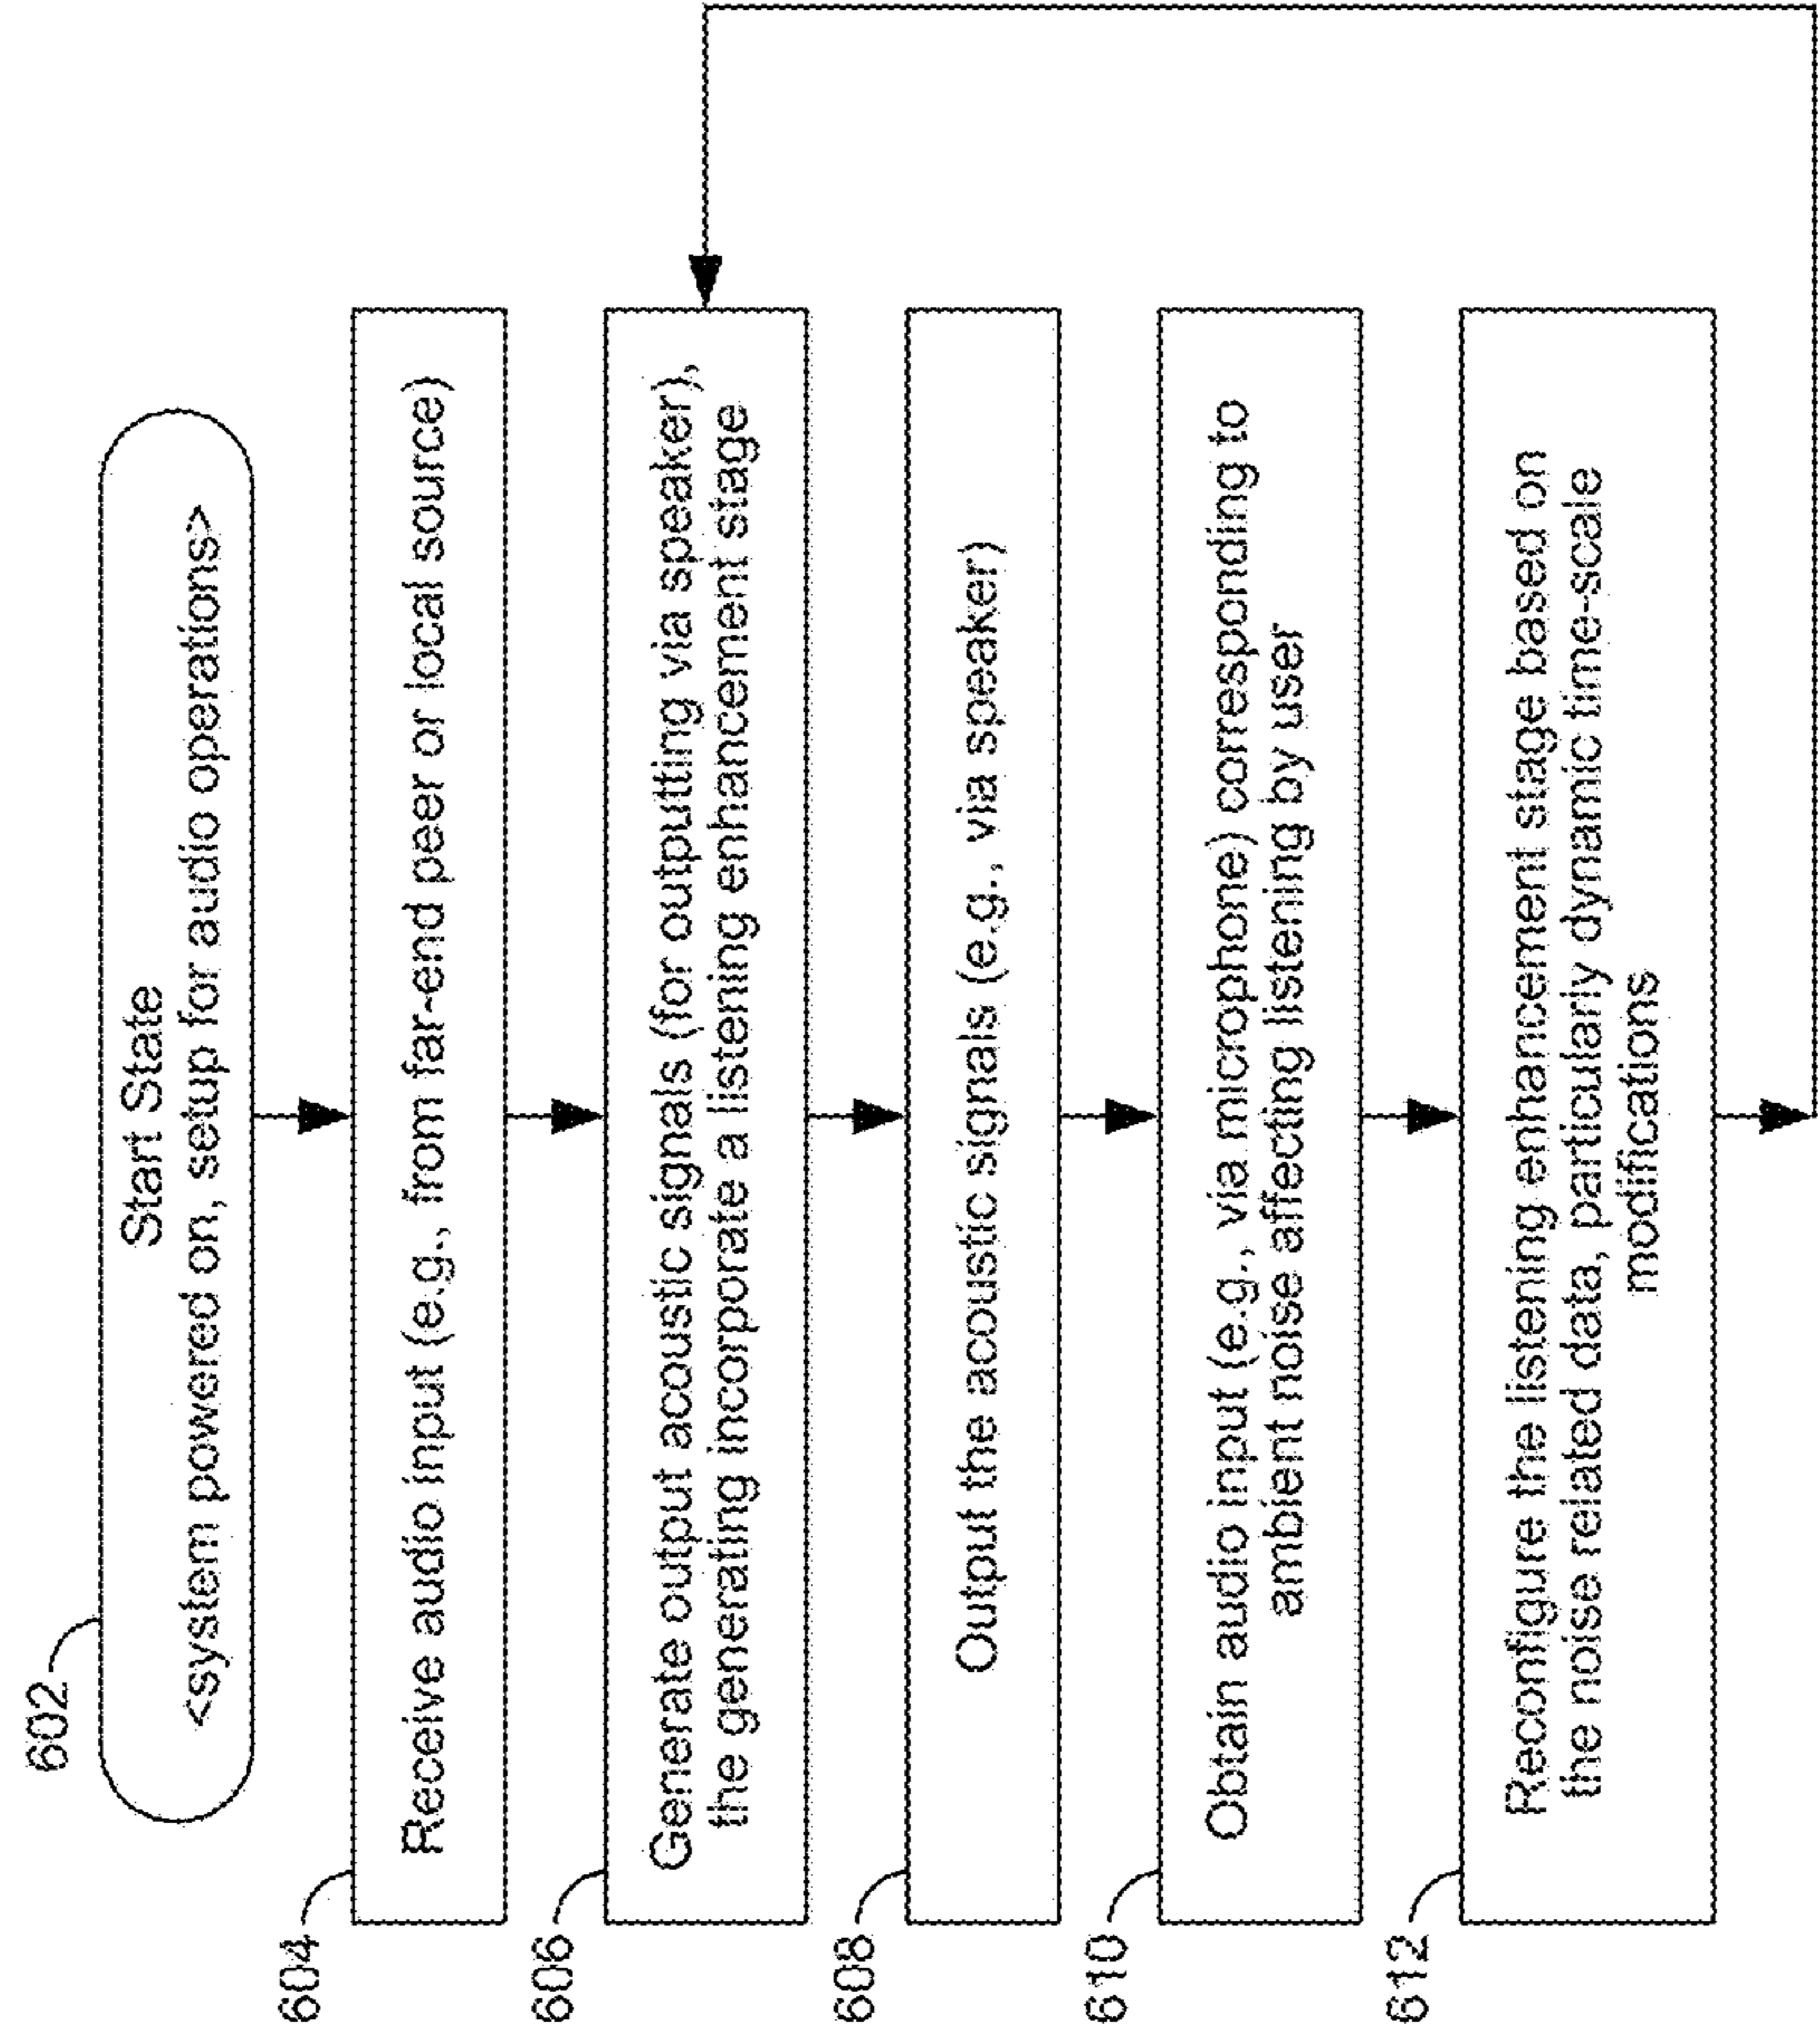 602
Start State
<system powered on, setup for audio operations>
604
Receive audio input (e.g., from far-end peer or local source)
606
Generate output acoustic signals (for outputting via speaker),
the generating incorporate a listening enhancement stage
608
Output the acoustic signals (e.g., via speaker)
610
Obtain audio input (e.g., via microphone) corresponding to
ambient noise affecting listening by user
612
Reconfigure the listening enhancement stage based on
the noise related data, particularly dynamic time-scale
modifications